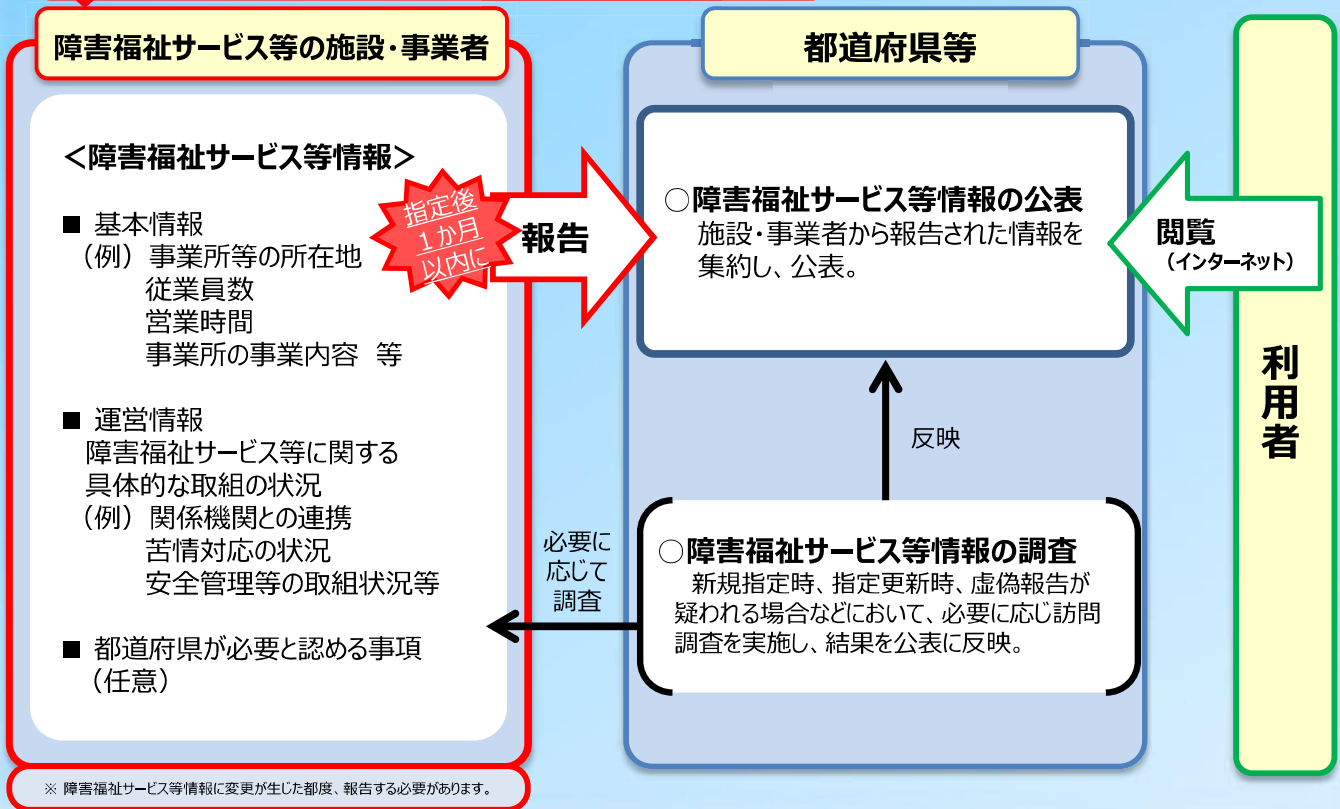 障害福祉サービス等の施設・事業者
＜障害福祉サービス等情報＞
■ 基本情報
（例）事業所等の所在地
従業員数
営業時間
事業所の事業内容 等
■ 運営情報
障害福祉サービス等に関する
具体的な取組の状況
（例）関係機関との連携
苦情対応の状況
安全管理等の取組状況等
■ 都道府県が必要と認める事項
（任意）
※ 障害福祉サービス等情報に変更が生じた都度、報告する必要があります。
指定後
１か月
以内に
報告
都道府県等
○障害福祉サービス等情報の公表
施設・事業者から報告された情報を
集約し、公表。
反映
○障害福祉サービス等情報の調査
新規指定時、指定更新時、虚偽報告が
疑われる場合などにおいて、必要に応じ訪問
調査を実施し、結果を公表に反映。
必要に
応じて
調査
閲覧
（インターネット）
利用者